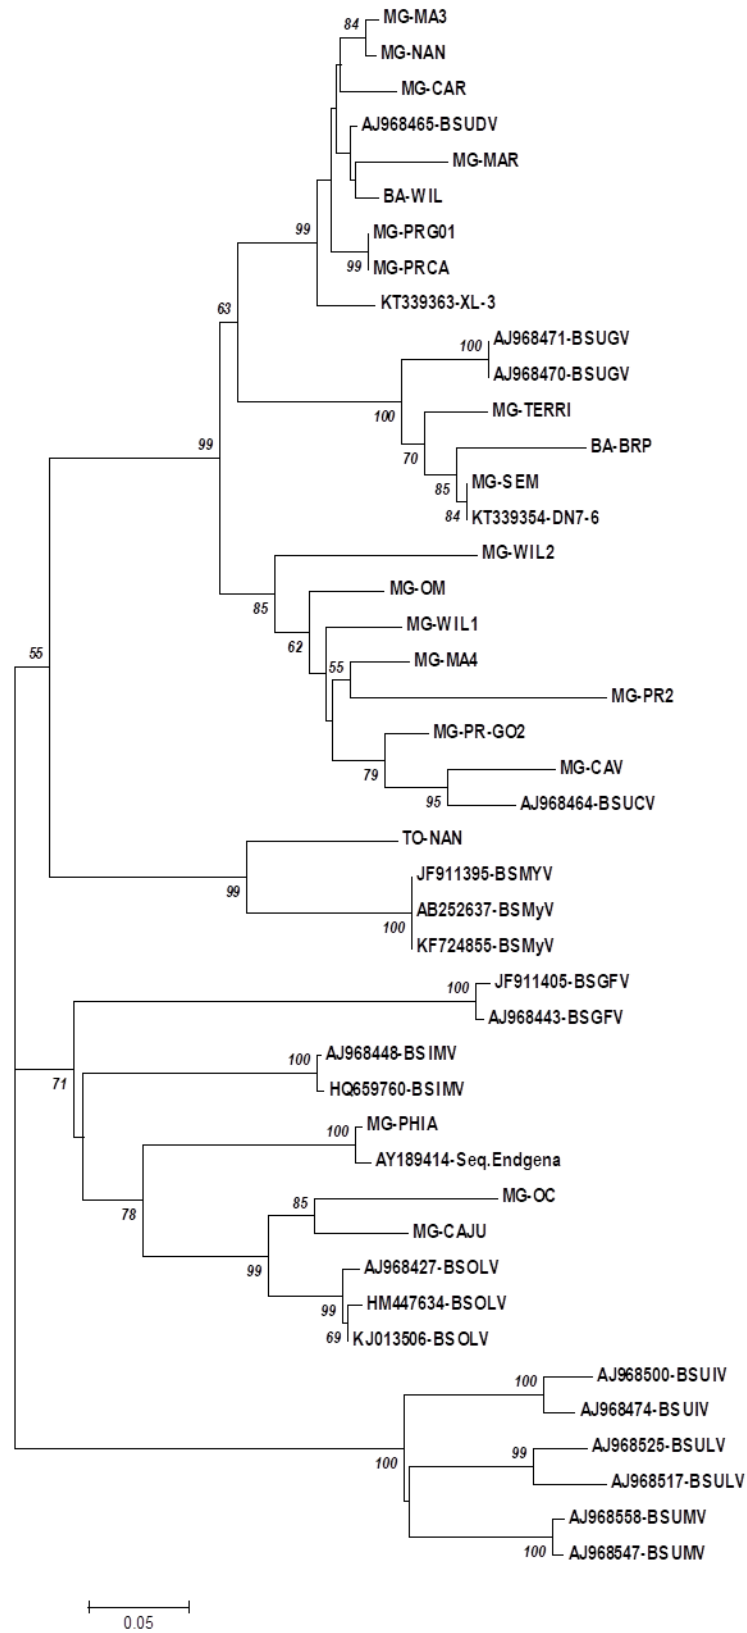 84
MG-MA3
MG-NAN
MG-CAR
AJ968465-BSUDV
MG-MAR
BA-WIL
99
MG-PRG01
99
MG-PRCA
KT339363-XL-3
63
AJ968471-BSUGV
100
AJ968470-BSUGV
100
MG-TERRI
70
BA-BRP
99
MG-SEM
85
KT339354-DN7-6
84
MG-WIL2
85
MG-OM
MG-WIL1
62
55
MG-MA4
55
MG-PR2
MG-PR-GO2
79
MG-CAV
95
AJ968464-BSUCV
TO-NAN
JF911395-BSMYV
99
AB252637-BSMyV
100
KF724855-BSMyV
100
JF911405-BSGFV
AJ968443-BSGFV
100
AJ968448-BSIMV
71
HQ659760-BSIMV
100
MG-PHIA
AY189414-Seq.Endgena
85
MG-OC
78
MG-CAJU
99
AJ968427-BSOLV
99
HM447634-BSOLV
69
KJ013506-BSOLV
100
AJ968500-BSUIV
AJ968474-BSUIV
99
AJ968525-BSULV
100
AJ968517-BSULV
AJ968558-BSUMV
100
AJ968547-BSUMV
0.05